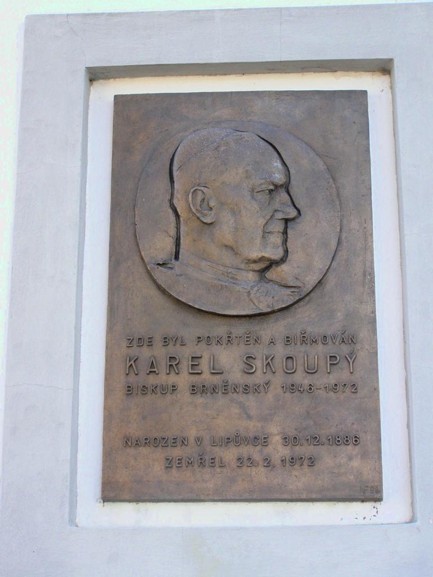 ZDE BYL POKŘTĚN A BIŘMOVÁN
KAREL SKOUPÝ
BISKUP BRNĚNSKÝ 1946-1972
NAROZEN V LIPŮVCE 30.12.1886
ZEMŘEL 22.2.1972